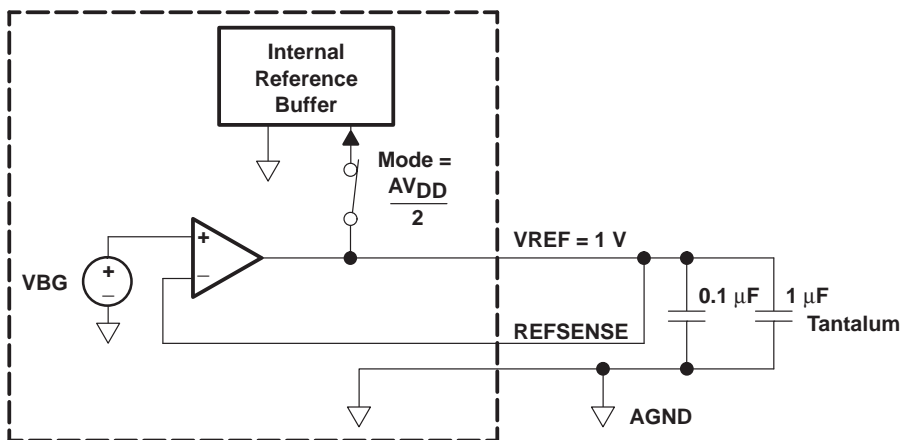 Internal
Reference
Buffer
Mode =
AVDD
2
+
−
VBG
+
−
VREF = 1 V
0.1 μF
1 μF
Tantalum
REFSENSE
AGND